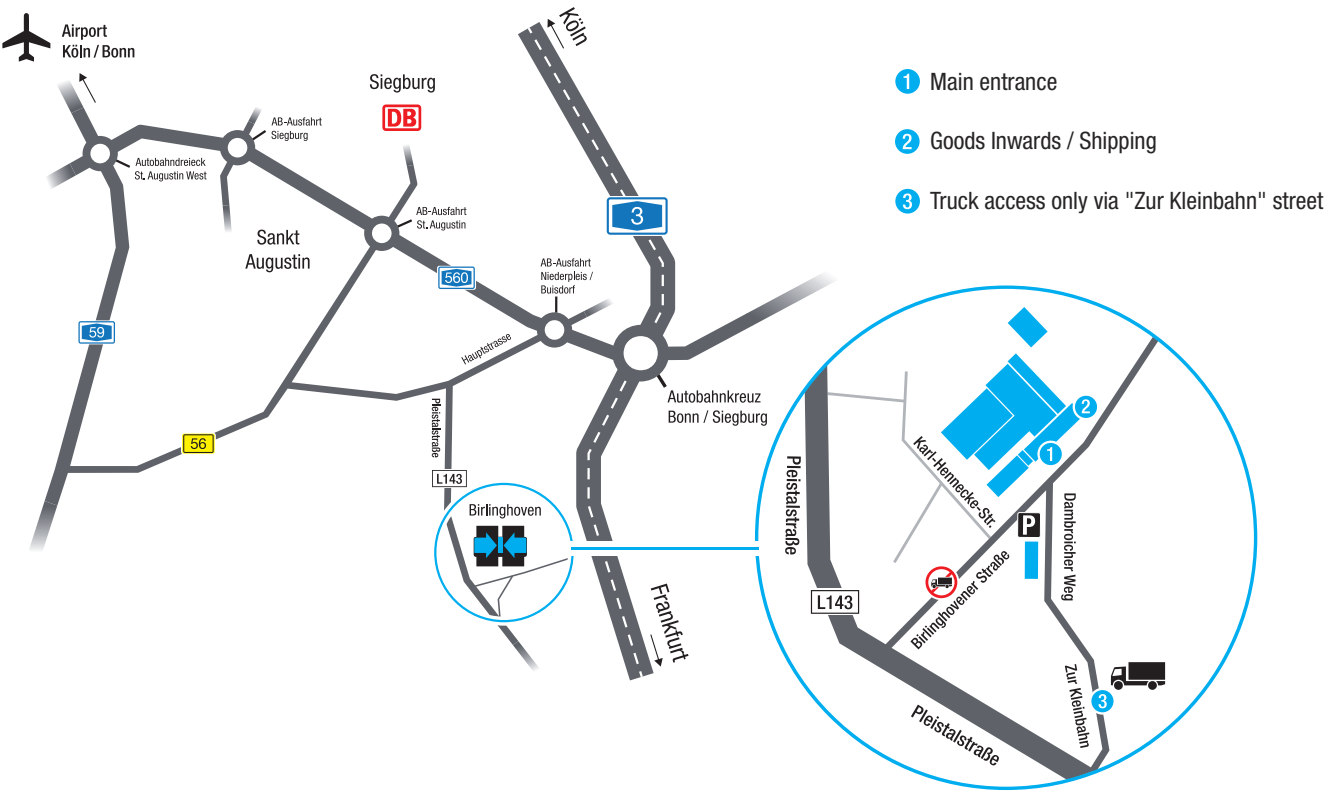 Airport
Köln / Bonn
Siegburg
DB
Köln
AB-Ausfahrt
Siegburg
Autobahndreieck
St. Augustin West
AB-Ausfahrt
St. Augustin
3
Sankt
Augustin
560
AB-Ausfahrt
Niederpleis /
Buisdorf
59
Hauptstrasse
Autobahnkreuz
Bonn / Siegburg
Pleistalstraße
56
L143
Birlinghoven
Frankfurt
1 Main entrance
2 Goods Inwards / Shipping
3 Truck access only via "Zur Kleinbahn" street
2
1
Karl-Hennecke-Str.
Pleistalstraße
P
Dambroicher Weg
Birlinghovener Straße
L143
Zur Kleinbahn
3
Pleistalstraße